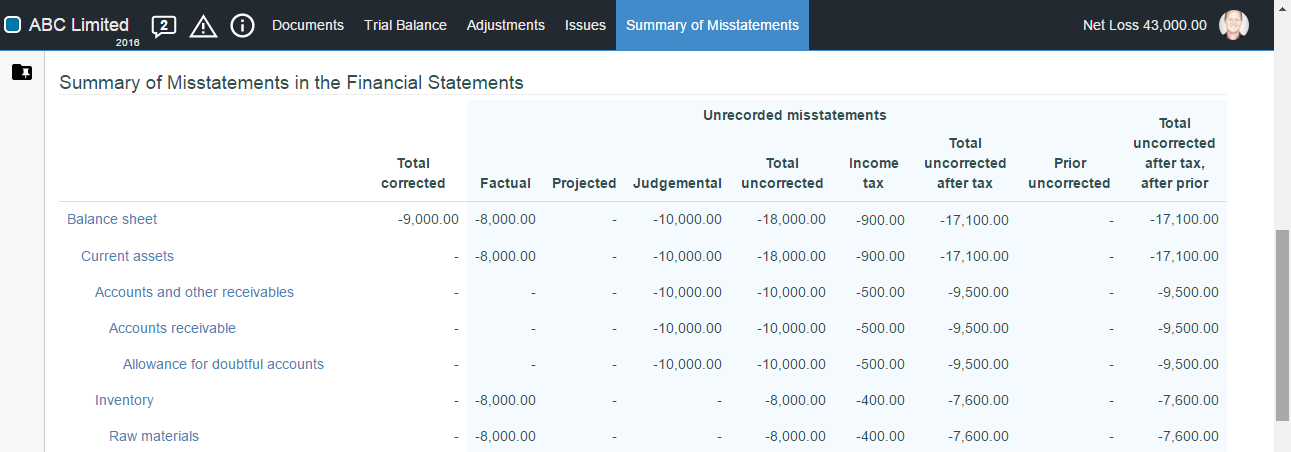 ABC Limited 2 Documents Trial Balance Adjustments Issues Summary of Misstatements Net Loss 43,000.00
2016
Summary of Misstatements in the Financial Statements
Unrecorded misstatements
Total corrected Factual Projected Judgemental Total uncorrected Income tax Total uncorrected after tax Prior uncorrected Total uncorrected after tax, after prior
Balance sheet -9,000.00 -8,000.00 - -10,000.00 -18,000.00 -900.00 -17,100.00 - -17,100.00
Current assets - -8,000.00 - -10,000.00 -18,000.00 -900.00 -17,100.00 - -17,100.00
Accounts and other receivables - - - -10,000.00 -10,000.00 -500.00 -9,500.00 - -9,500.00
Accounts receivable - - - -10,000.00 -10,000.00 -500.00 -9,500.00 - -9,500.00
Allowance for doubtful accounts - - - -10,000.00 -10,000.00 -500.00 -9,500.00 - -9,500.00
Inventory - -8,000.00 - - -8,000.00 -400.00 -7,600.00 - -7,600.00
Raw materials - -8,000.00 - - -8,000.00 -400.00 -7,600.00 - -7,600.00